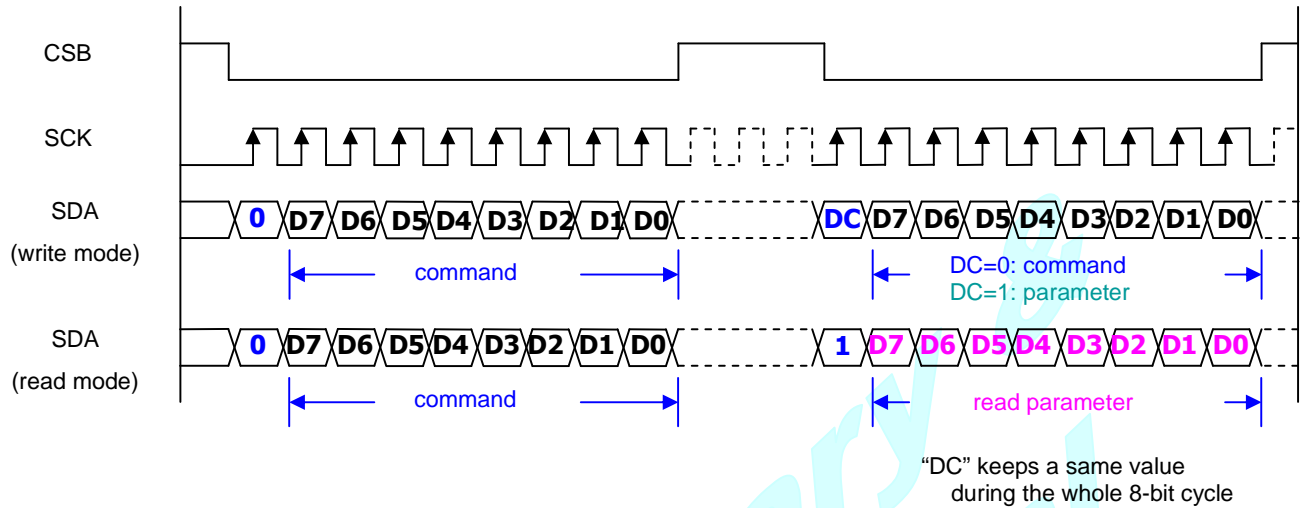 CSB
SCK
SDA
(write mode)
0 D7 D6 D5 D4 D3 D2 D1 D0 DC D7 D6 D5 D4 D3 D2 D1 D0
command
DC=0: command
DC=1: parameter
SDA
(read mode)
0 D7 D6 D5 D4 D3 D2 D1 D0 1 D7 D6 D5 D4 D3 D2 D1 D0
command
read parameter
“DC” keeps a same value
during the whole 8-bit cycle